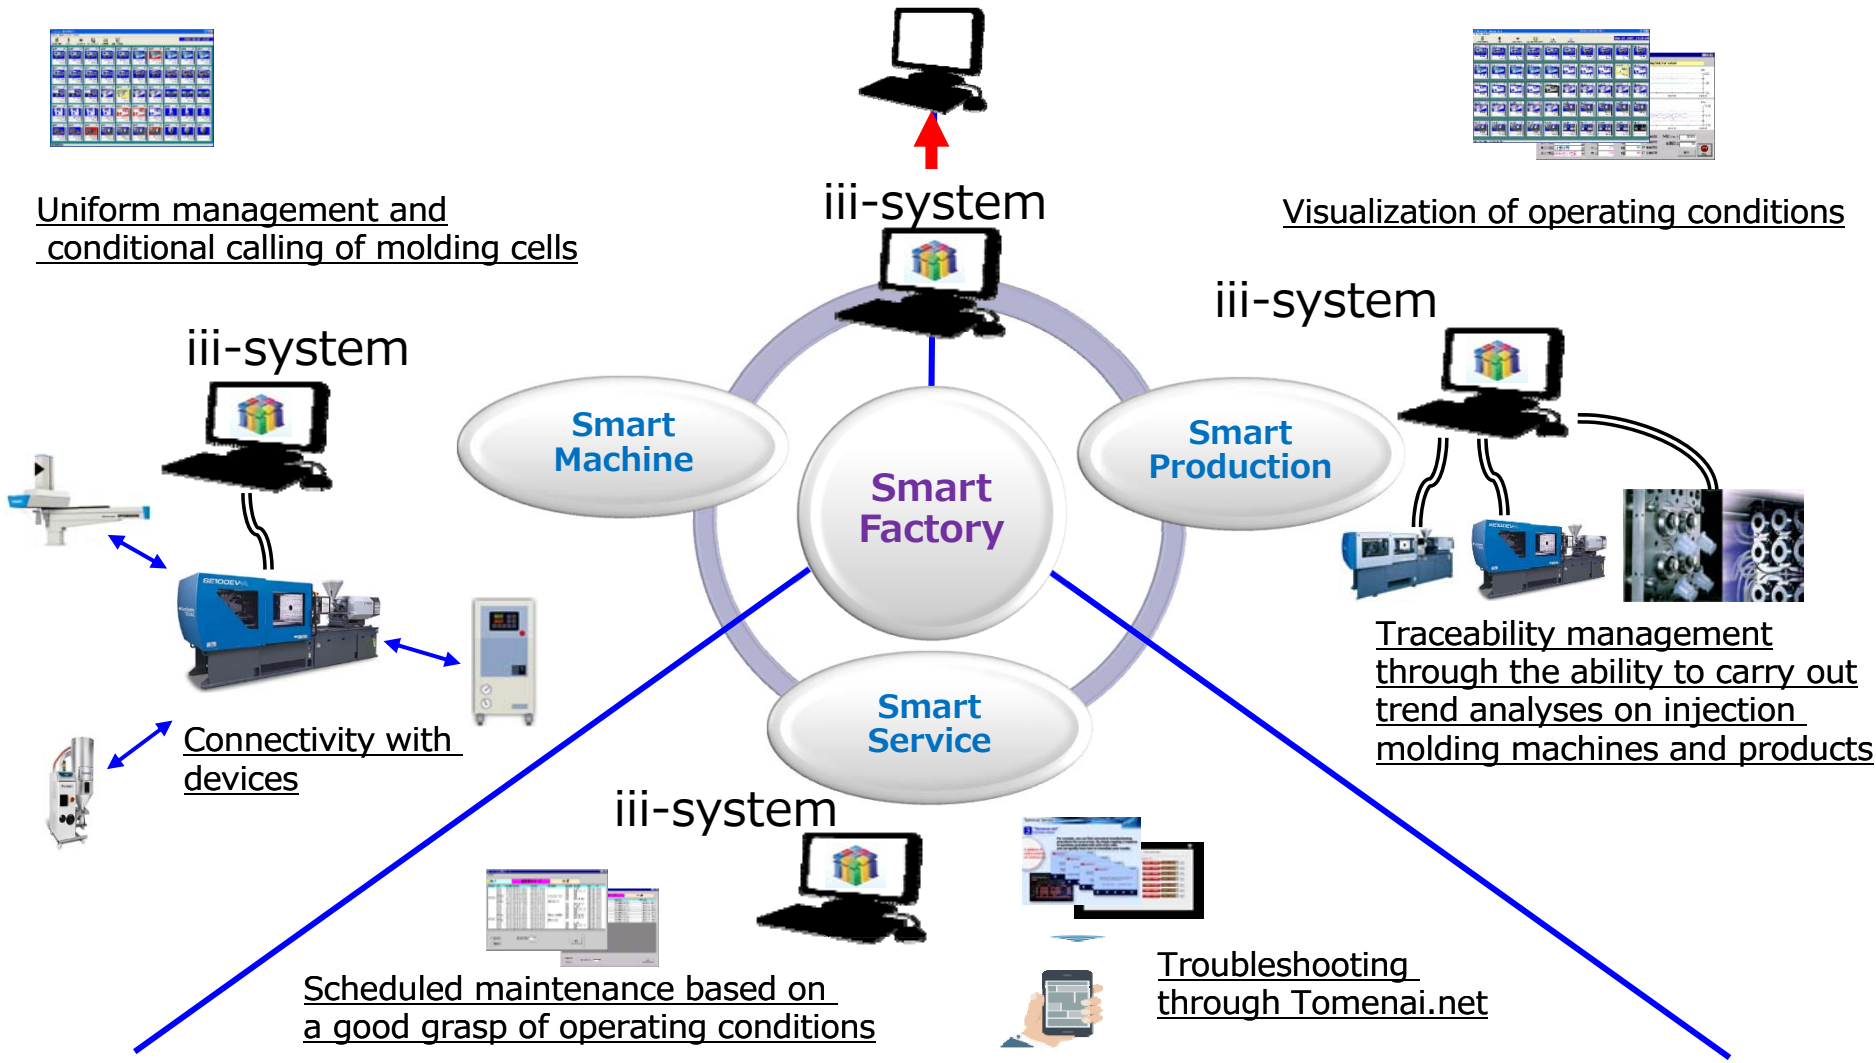 Uniform management and
conditional calling of molding cells
iii-system
Visualization of operating conditions
iii-system
iii-system
Smart
Machine
Smart
Factory
Smart
Production
Smart
Service
SE100EV
SE100EV
Connectivity with
devices
Traceability management
through the ability to carry out
trend analyses on injection
molding machines and products
iii-system
Scheduled maintenance based on
a good grasp of operating conditions
Troubleshooting
through Tomenai.net